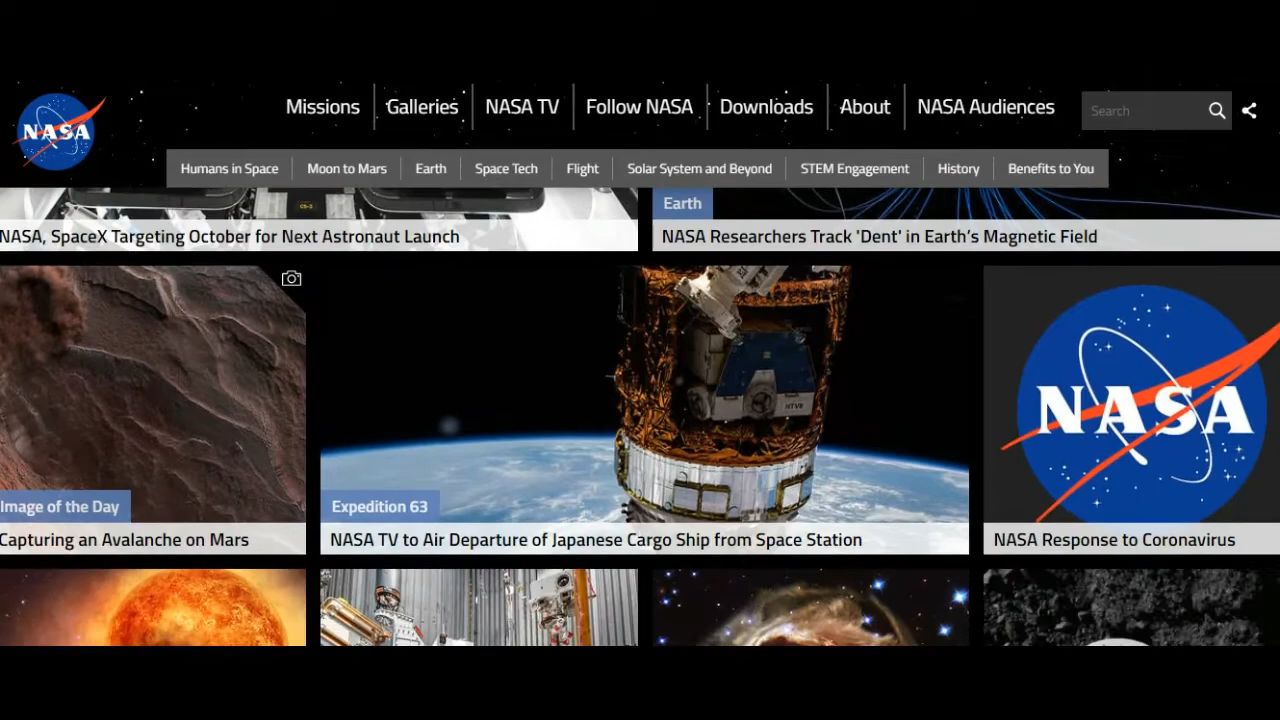 NASA
Missions
Galleries
NASA TV
Follow NASA
Downloads
About
NASA Audiences
Search
Humans in Space
Moon to Mars
Earth
Space Tech
Flight
Solar System and Beyond
STEM Engagement
History
Benefits to You
NASA, SpaceX Targeting October for Next Astronaut Launch
Earth
NASA Researchers Track 'Dent' in Earth’s Magnetic Field
Image of the Day
Capturing an Avalanche on Mars
HTV9
Expedition 63
NASA TV to Air Departure of Japanese Cargo Ship from Space Station
NASA
NASA Response to Coronavirus